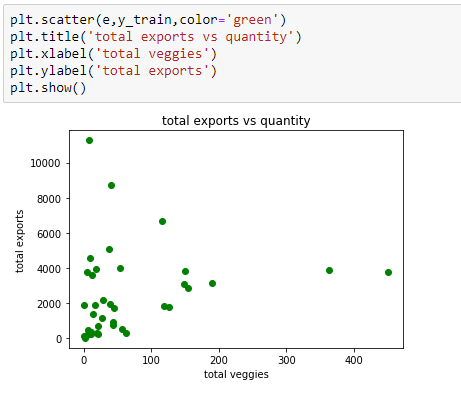 plt.scatter(e,y_train,color='green')
plt.title('total exports vs quantity')
plt.xlabel('total veggies')
plt.ylabel('total exports')
plt.show()
total exports vs quantity
total exports
10000
8000
6000
4000
2000
0
0 100 200 300 400
total veggies